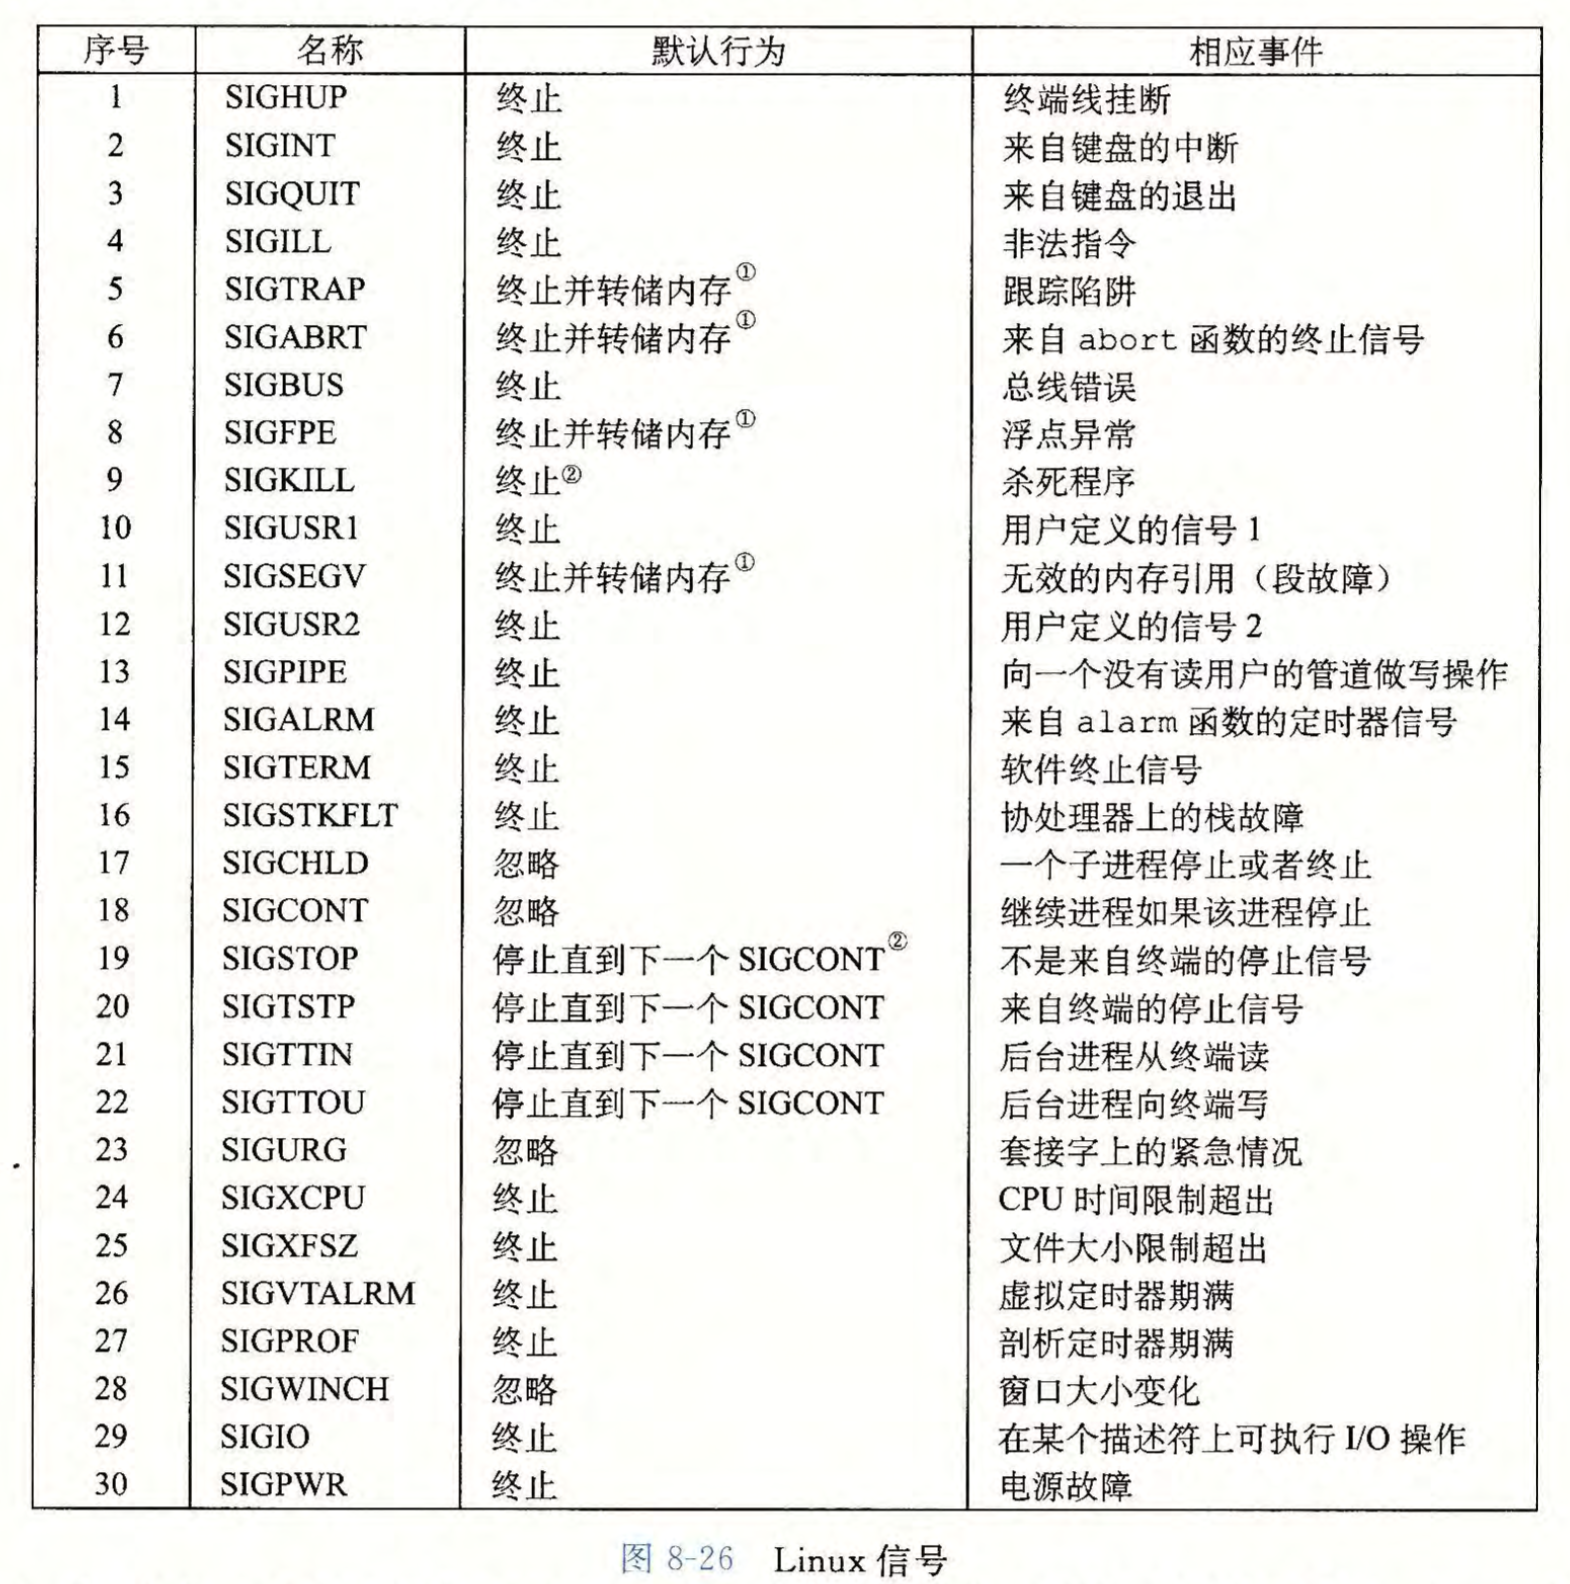 序号 名称 默认行为 相应事件
1 SIGHUP 终止 终端线挂断
2 SIGINT 终止 来自键盘的中断
3 SIGQUIT 终止 来自键盘的退出
4 SIGILL 终止 非法指令
5 SIGTRAP 终止并转储内存① 跟踪陷阱
6 SIGABRT 终止并转储内存① 来自 abort 函数的终止信号
7 SIGBUS 终止 总线错误
8 SIGFPE 终止并转储内存① 浮点异常
9 SIGKILL 终止② 杀死程序
10 SIGUSR1 终止 用户定义的信号 1
11 SIGSEGV 终止并转储内存① 无效的内存引用（段故障）
12 SIGUSR2 终止 用户定义的信号 2
13 SIGPIPE 终止 向一个没有读用户的管道做写操作
14 SIGALRM 终止 来自 alarm 函数的定时器信号
15 SIGTERM 终止 软件终止信号
16 SIGSTKFLT 终止 协处理器上的栈故障
17 SIGCHLD 忽略 一个子进程停止或者终止
18 SIGCONT 忽略 继续进程如果该进程停止
19 SIGSTOP 停止直到下一个 SIGCONT② 不是来自终端的停止信号
20 SIGTSTP 停止直到下一个 SIGCONT 来自终端的停止信号
21 SIGTTIN 停止直到下一个 SIGCONT 后台进程从终端读
22 SIGTTOU 停止直到下一个 SIGCONT 后台进程向终端写
23 SIGURG 忽略 套接字上的紧急情况
24 SIGXCPU 终止 CPU 时间限制超出
25 SIGXFSZ 终止 文件大小限制超出
26 SIGVTALRM 终止 虚拟定时器期满
27 SIGPROF 终止 剖析定时器期满
28 SIGWINCH 忽略 窗口大小变化
29 SIGIO 终止 在某个描述符上可执行 I/O 操作
30 SIGPWR 终止 电源故障
图 8-26 Linux 信号